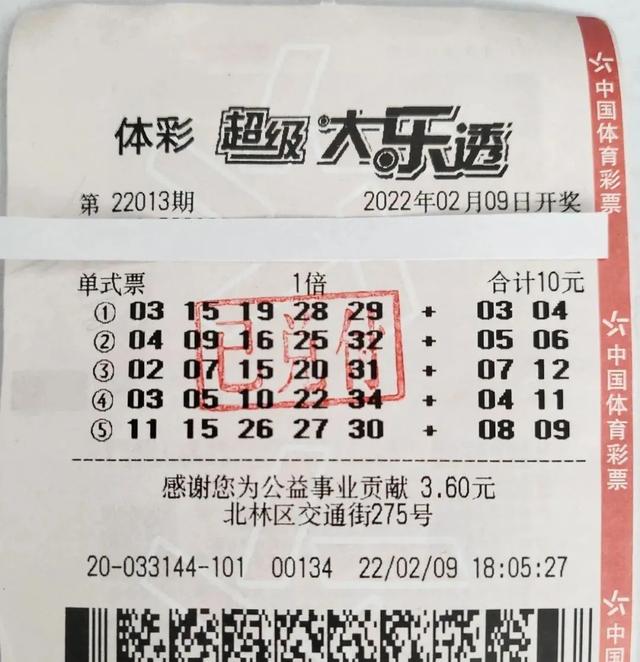 体彩 超级大乐透
第 22013期 2022年02月09日开奖
单式票 1倍 合计10元
① 03 15 19 28 29 + 03 04
② 04 09 16 25 32 + 05 06
③ 02 07 15 20 31 + 07 12
④ 03 05 10 22 34 + 04 11
⑤ 11 15 26 27 30 + 08 09
已兑付
感谢您为公益事业贡献 3.60元
北林区交通街275号
20-033144-101 00134 22/02/09 18:05:27
中国体育彩票
中国体育彩票
中国